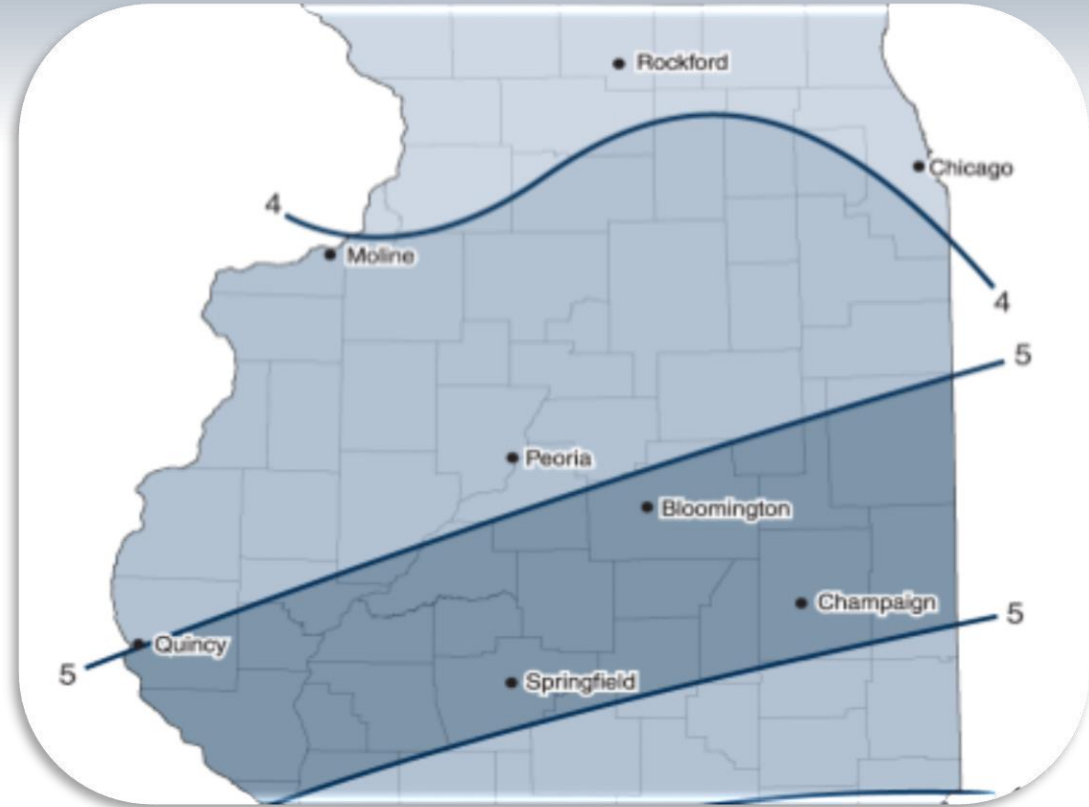 Rockford
Chicago
4
Moline
4
5
Peoria
Bloomington
Champaign
5
Quincy
5
Springfield